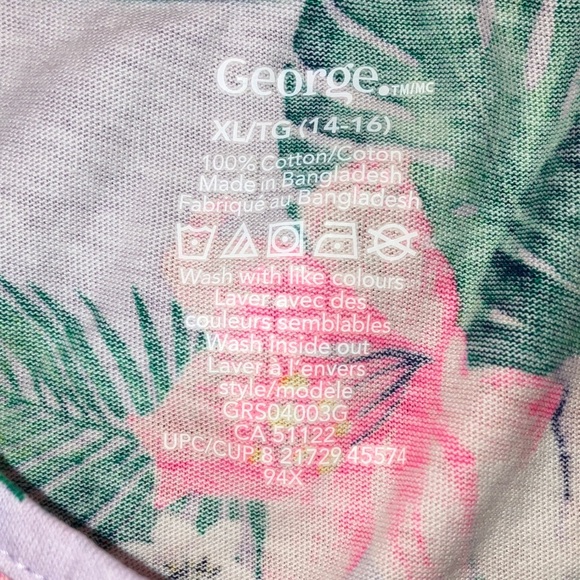 George.TM/MC
XL/TG (14-16)
100% Cotton/Coton
Made in Bangladesh
Fabriqué au Bangladesh
Wash with like colours
Laver avec des
couleurs semblables
Wash Inside out
Laver à l'envers
style/modèle
GRS04003G
CA 51122
UPC/CUP 8 21729 45574
94X